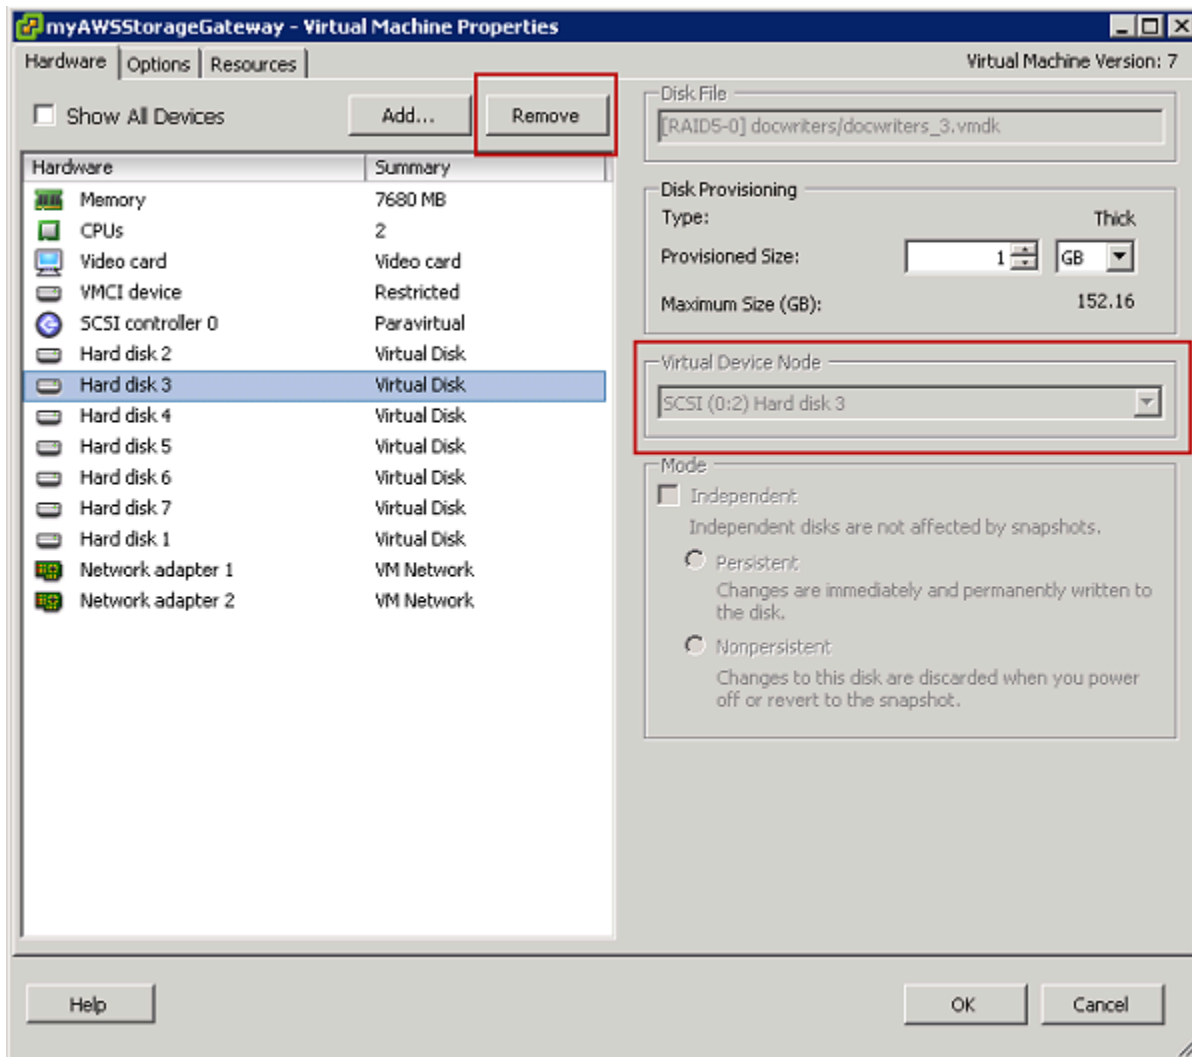 myAWSStorageGateway - Virtual Machine Properties
Hardware Options Resources
Virtual Machine Version: 7
Show All Devices
Add...
Remove
Hardware Summary
Memory 7680 MB
CPUs 2
Video card Video card
VMCI device Restricted
SCSI controller 0 Paravirtual
Hard disk 2 Virtual Disk
Hard disk 3 Virtual Disk
Hard disk 4 Virtual Disk
Hard disk 5 Virtual Disk
Hard disk 6 Virtual Disk
Hard disk 7 Virtual Disk
Hard disk 1 Virtual Disk
Network adapter 1 VM Network
Network adapter 2 VM Network
Disk File
[RAID5-0] docwriters/docwriters_3.vmdk
Disk Provisioning
Type: Thick
Provisioned Size: 1 GB
Maximum Size (GB): 152.16
Virtual Device Node
SCSI (0:2) Hard disk 3
Mode
Independent
Independent disks are not affected by snapshots.
Persistent
Changes are immediately and permanently written to
the disk.
Nonpersistent
Changes to this disk are discarded when you power
off or revert to the snapshot.
Help
OK
Cancel